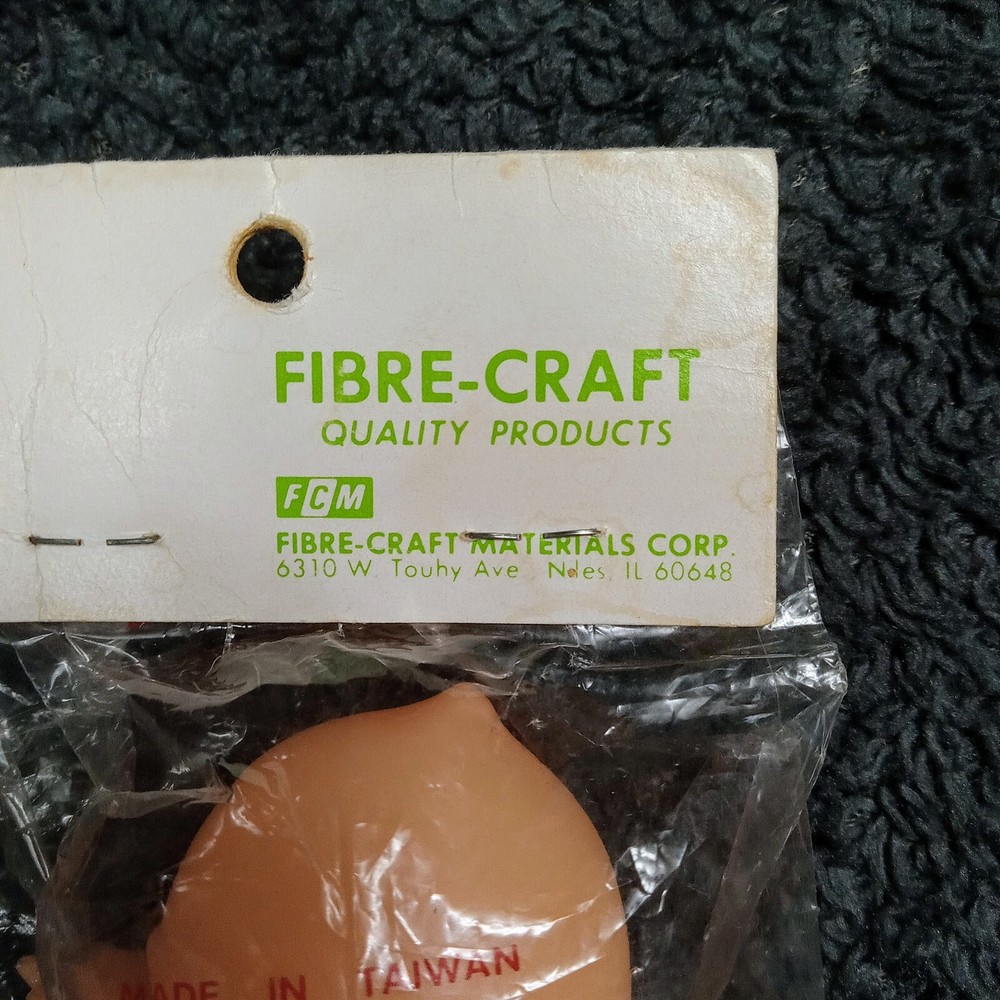 FIBRE-CRAFT
QUALITY PRODUCTS
FCM
FIBRE-CRAFT MATERIALS CORP.
6310 W. Touhy Ave Niles, IL 60648
MADE IN TAIWAN